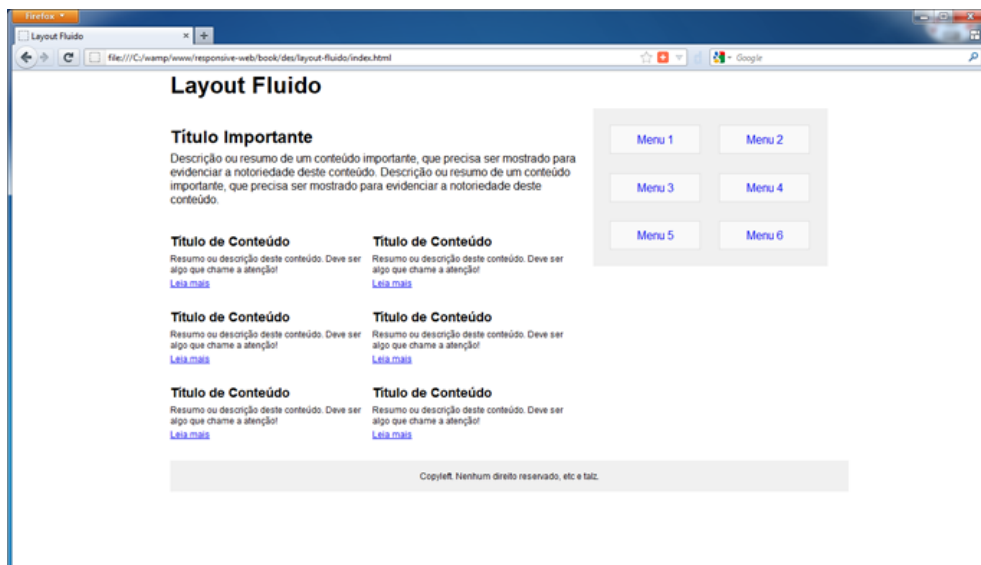 Firefox
Layout Fluido
file:///C:/wamp/www/responsive-web/book/des/layout-fluido/index.html
Google
Layout Fluido
Título Importante
Descrição ou resumo de um conteúdo importante, que precisa ser mostrado para
evidenciar a notoriedade deste conteúdo. Descrição ou resumo de um conteúdo
importante, que precisa ser mostrado para evidenciar a notoriedade deste
conteúdo.
Menu 1 Menu 2
Menu 3 Menu 4
Menu 5 Menu 6
Título de Conteúdo
Resumo ou descrição deste conteúdo. Deve ser
algo que chame a atenção!
Leia mais
Título de Conteúdo
Resumo ou descrição deste conteúdo. Deve ser
algo que chame a atenção!
Leia mais
Título de Conteúdo
Resumo ou descrição deste conteúdo. Deve ser
algo que chame a atenção!
Leia mais
Título de Conteúdo
Resumo ou descrição deste conteúdo. Deve ser
algo que chame a atenção!
Leia mais
Título de Conteúdo
Resumo ou descrição deste conteúdo. Deve ser
algo que chame a atenção!
Leia mais
Título de Conteúdo
Resumo ou descrição deste conteúdo. Deve ser
algo que chame a atenção!
Leia mais
Copyleft. Nenhum direito reservado, etc e talz.